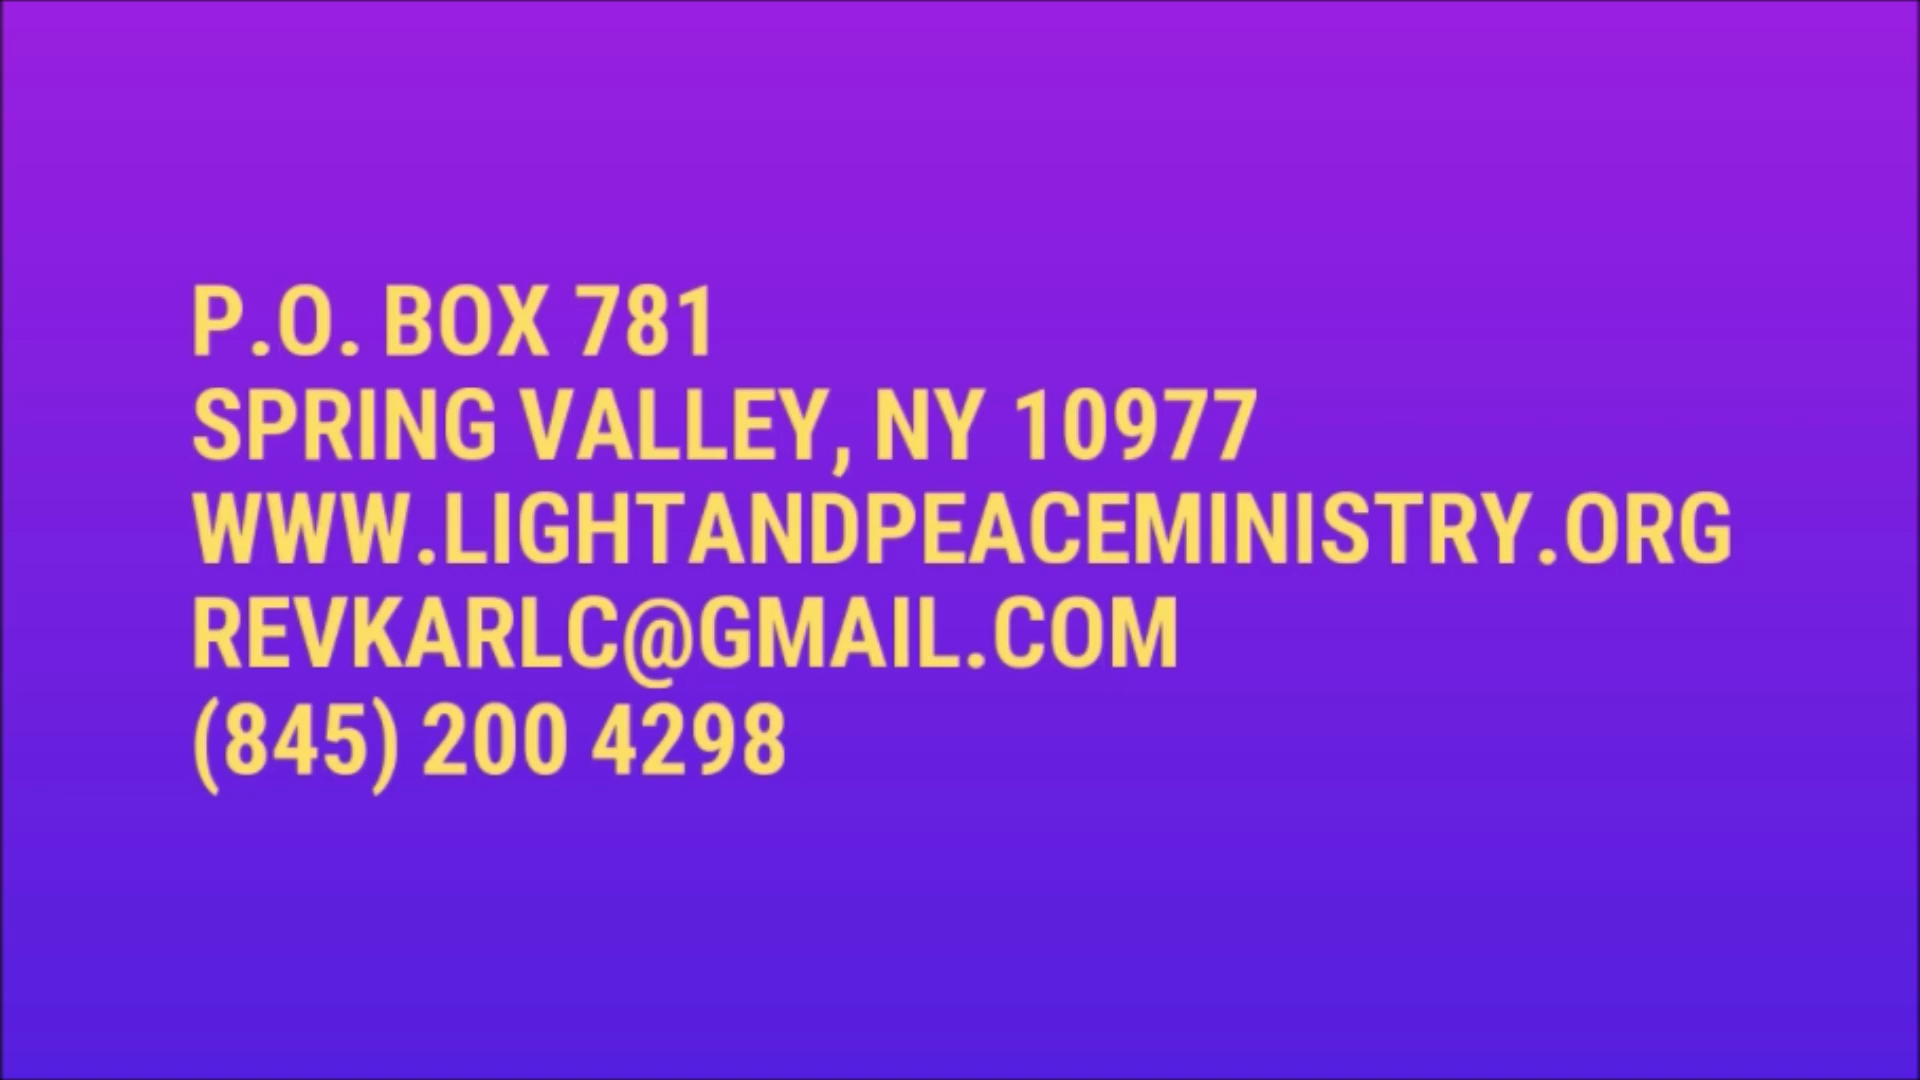 P.O. BOX 781
SPRING VALLEY, NY 10977
WWW.LIGHTANDPEACEMINISTRY.ORG
REVKARLC@GMAIL.COM
(845) 200 4298